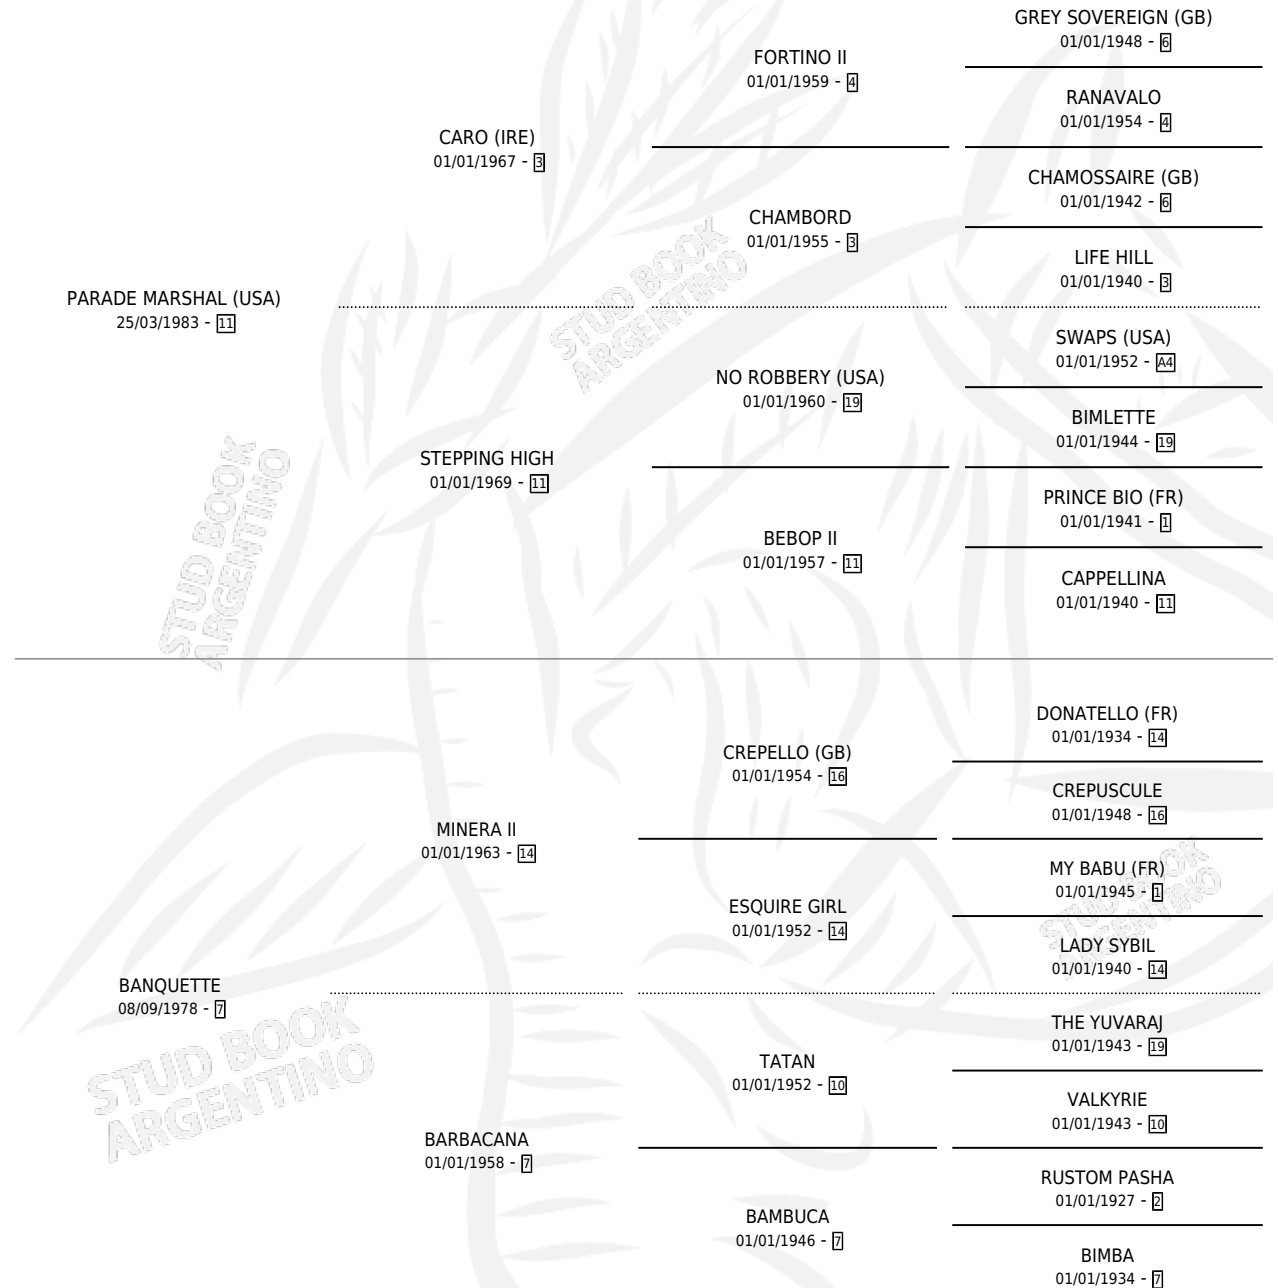 GREY SOVEREIGN (GB)
01/01/1948 - 6
FORTINO II
01/01/1959 - 4
RANAVALO
01/01/1954 - 4
CARO (IRE)
01/01/1967 - 3
CHAMOSSAIRE (GB)
01/01/1942 - 6
CHAMBORD
01/01/1955 - 3
LIFE HILL
01/01/1940 - 3
PARADE MARSHAL (USA)
25/03/1983 - 11
STUD BOOK
ARGENTINO
SWAPS (USA)
01/01/1952 - A4
NO ROBBERY (USA)
01/01/1960 - 19
BIMLETTE
01/01/1944 - 19
STEPPING HIGH
01/01/1969 - 11
PRINCE BIO (FR)
01/01/1941 - 1
BEBOP II
01/01/1957 - 11
CAPPELLINA
01/01/1940 - 11
STUD BOOK
ARGENTINO
DONATELLO (FR)
01/01/1934 - 14
CREPELLO (GB)
01/01/1954 - 16
CREPUSCULE
01/01/1948 - 16
MINERA II
01/01/1963 - 14
MY BABU (FR)
01/01/1945 - 1
ESQUIRE GIRL
01/01/1952 - 14
LADY SYBIL
01/01/1940 - 14
STUD BOOK
ARGENTINO
BANQUETTE
08/09/1978 - 7
STUD BOOK
ARGENTINO
THE YUVARAJ
01/01/1943 - 19
TATAN
01/01/1952 - 10
VALKYRIE
01/01/1943 - 10
BARBACANA
01/01/1958 - 7
RUSTOM PASHA
01/01/1927 - 2
BAMBUCA
01/01/1946 - 7
BIMBA
01/01/1934 - 7